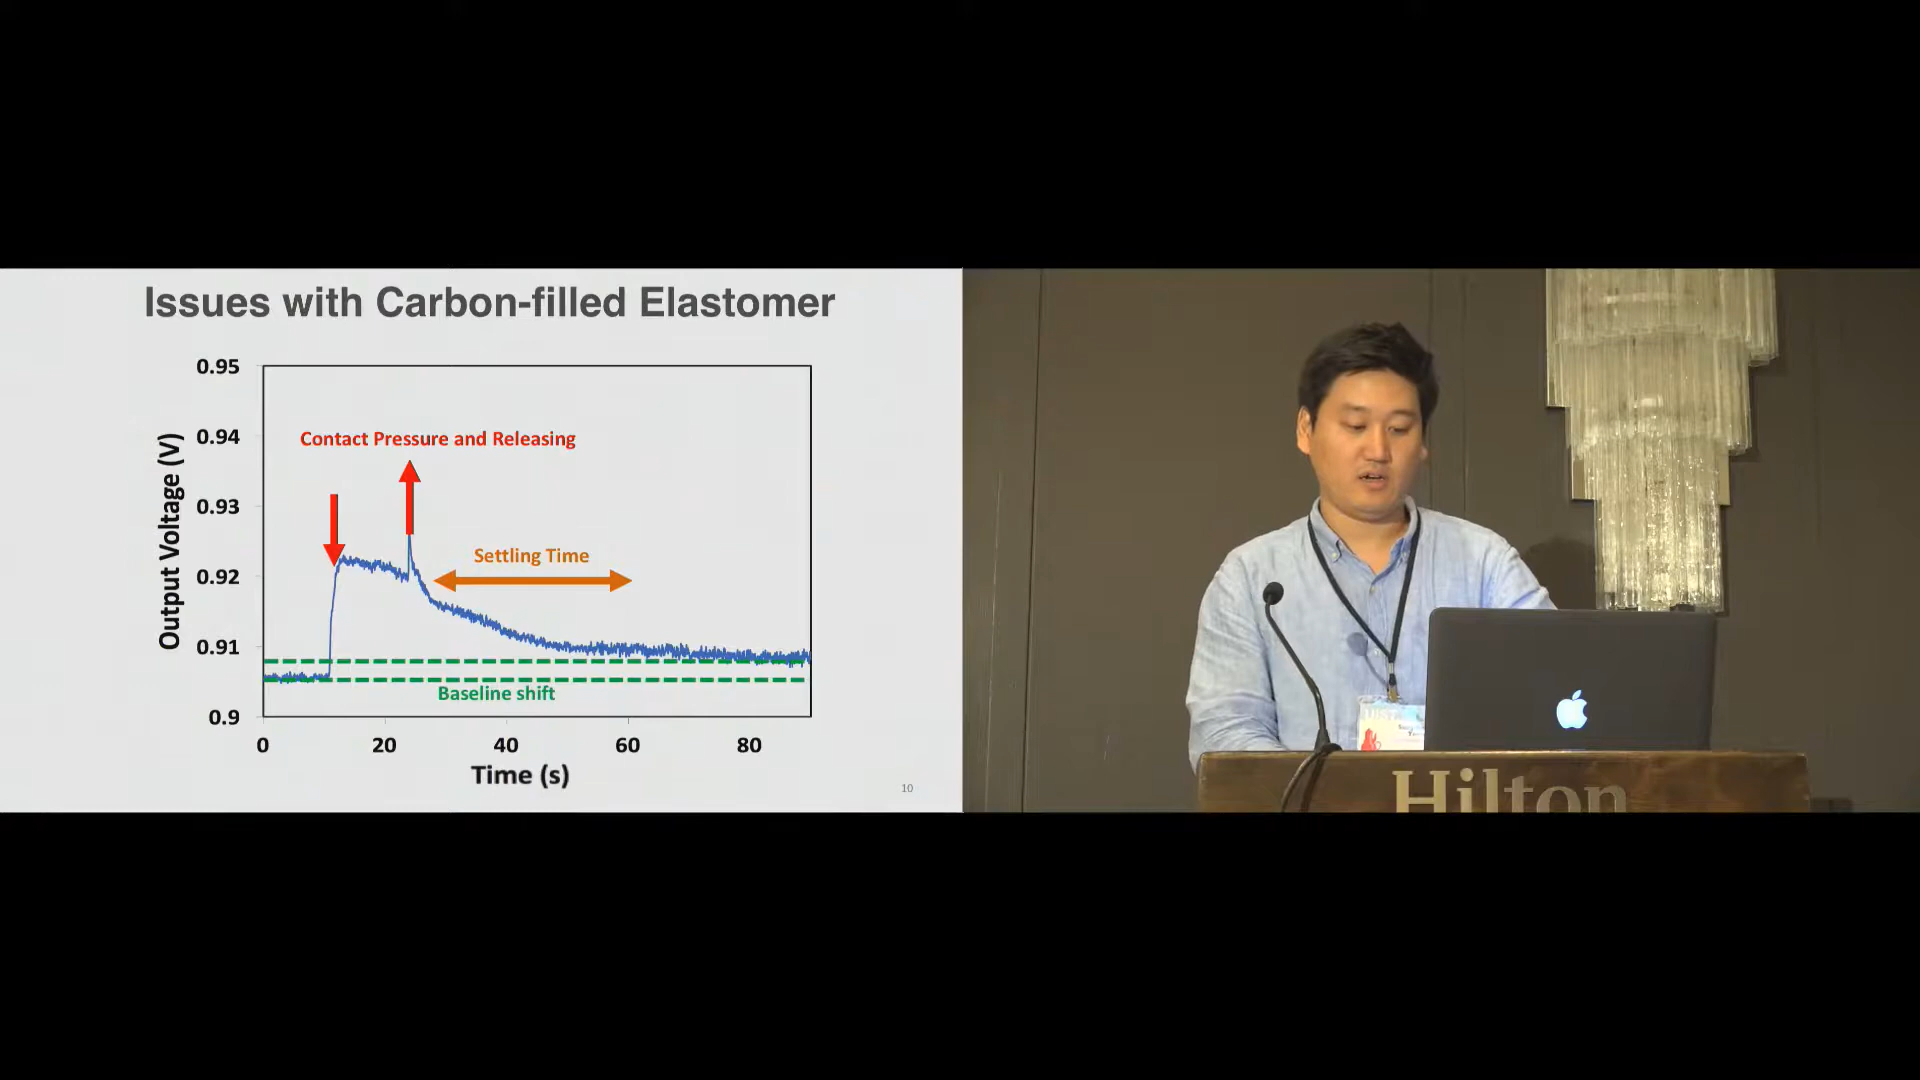 Issues with Carbon-filled Elastomer
0.95
0.94
0.93
0.92
0.91
0.9
Output Voltage (V)
Contact Pressure and Releasing
Settling Time
Baseline shift
0
20
40
60
80
Time (s)
10
UIST
Hilton